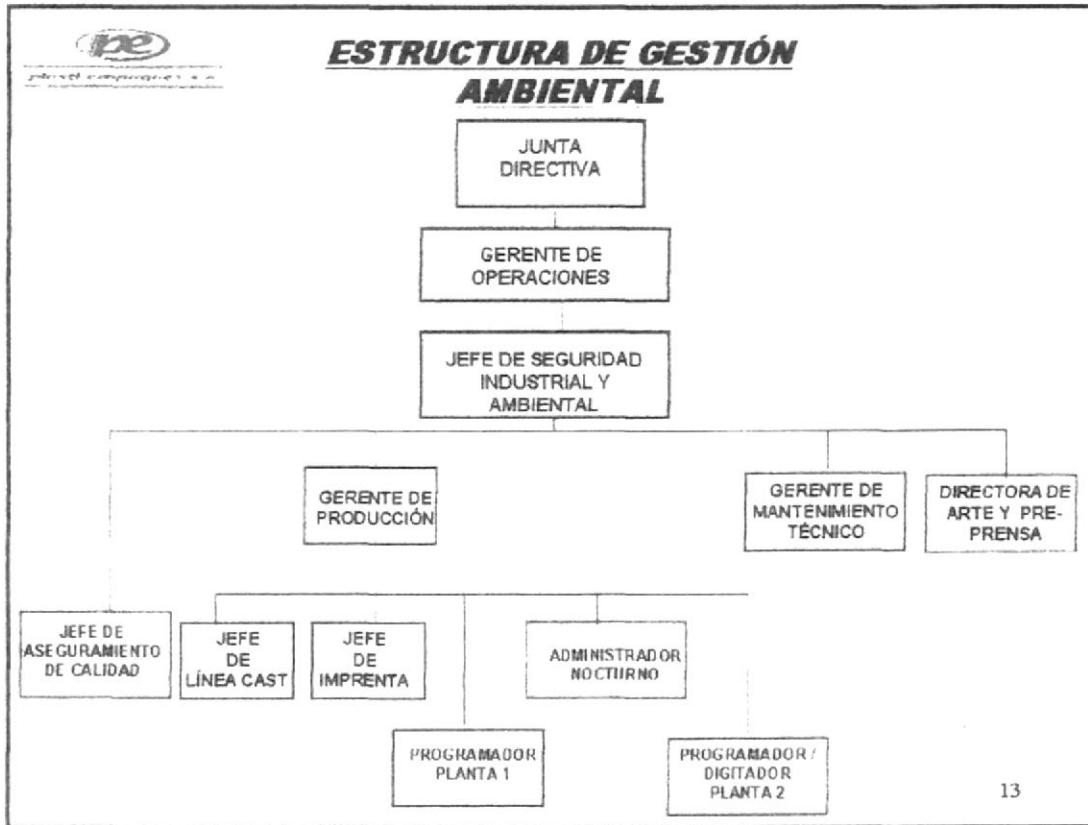 pe
ESTRUCTURA DE GESTIÓN
AMBIENTAL
JUNTA
DIRECTIVA
GERENTE DE
OPERACIONES
JEFE DE SEGURIDAD
INDUSTRIAL Y
AMBIENTAL
GERENTE DE
PRODUCCIÓN
GERENTE DE
MANTENIMIENTO
TÉCNICO
DIRECTORA DE
ARTE Y PRE-
PRENSA
JEFE DE
ASEGURAMIENTO
DE CALIDAD
JEFE
DE
LÍNEA CAST
JEFE
DE
IMPRENTA
ADMINISTRADOR
NOCTURNO
PROGRAMADOR
PLANTA 1
PROGRAMADOR /
DIGITADOR
PLANTA 2
13